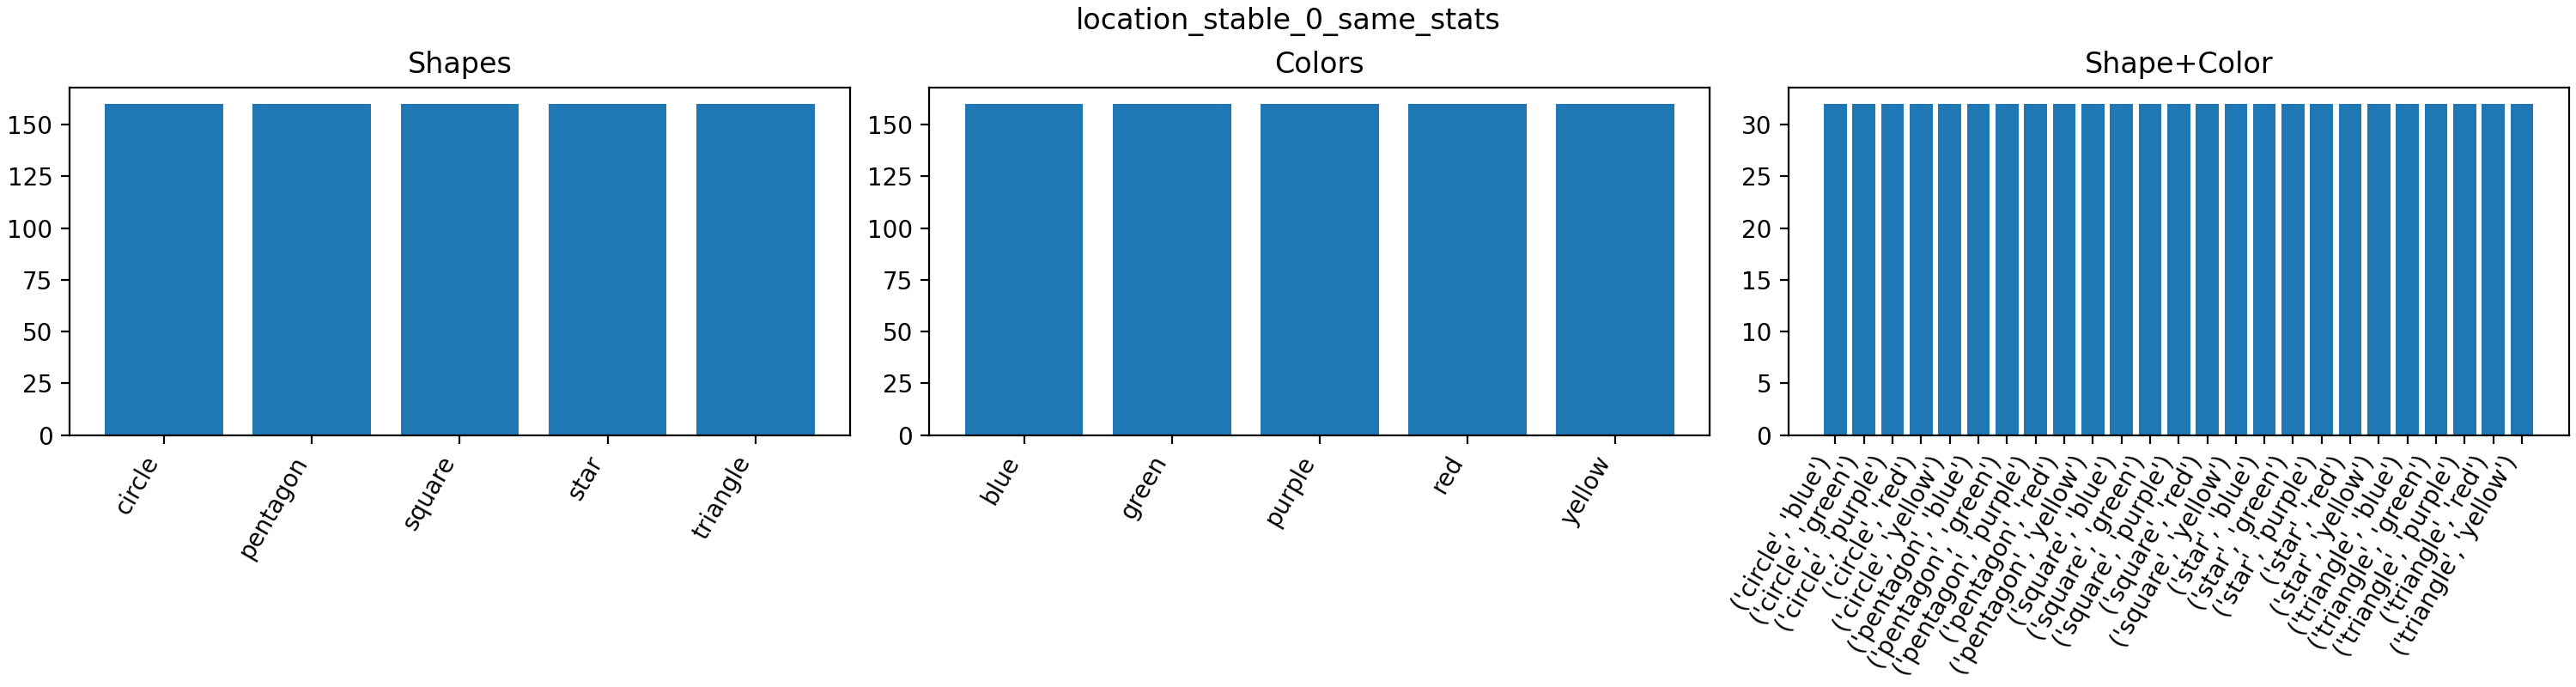 location_stable_0_same_stats
Shapes
150
125
100
75
50
25
0
circle
pentagon
square
star
triangle
Colors
150
125
100
75
50
25
0
blue
green
purple
red
yellow
Shape+Color
30
25
20
15
10
5
0
('circle', 'blue')
('circle', 'green')
('circle', 'purple')
('circle', 'red')
('circle', 'yellow')
('pentagon', 'blue')
('pentagon', 'green')
('pentagon', 'purple')
('pentagon', 'red')
('pentagon', 'yellow')
('square', 'blue')
('square', 'green')
('square', 'purple')
('square', 'red')
('square', 'yellow')
('star', 'blue')
('star', 'green')
('star', 'purple')
('star', 'red')
('star', 'yellow')
('triangle', 'blue')
('triangle', 'green')
('triangle', 'purple')
('triangle', 'red')
('triangle', 'yellow')